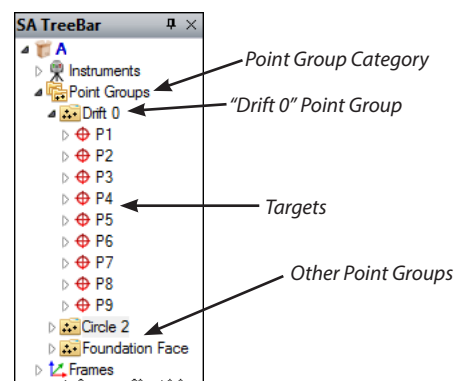 SA TreeBar
A
Instruments
Point Groups
Point Group Category
Drift 0
"Drift 0" Point Group
P1
P2
P3
P4
Targets
P5
P6
P7
P8
Other Point Groups
P9
Circle 2
Foundation Face
Frames